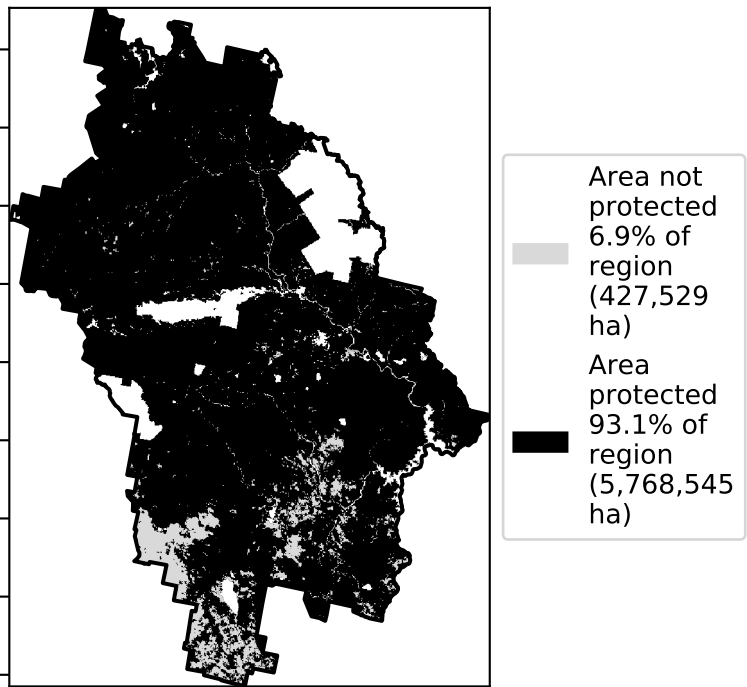 Area not
protected
6.9% of
region
(427,529
ha)
Area
protected
93.1% of
region
(5,768,545
ha)